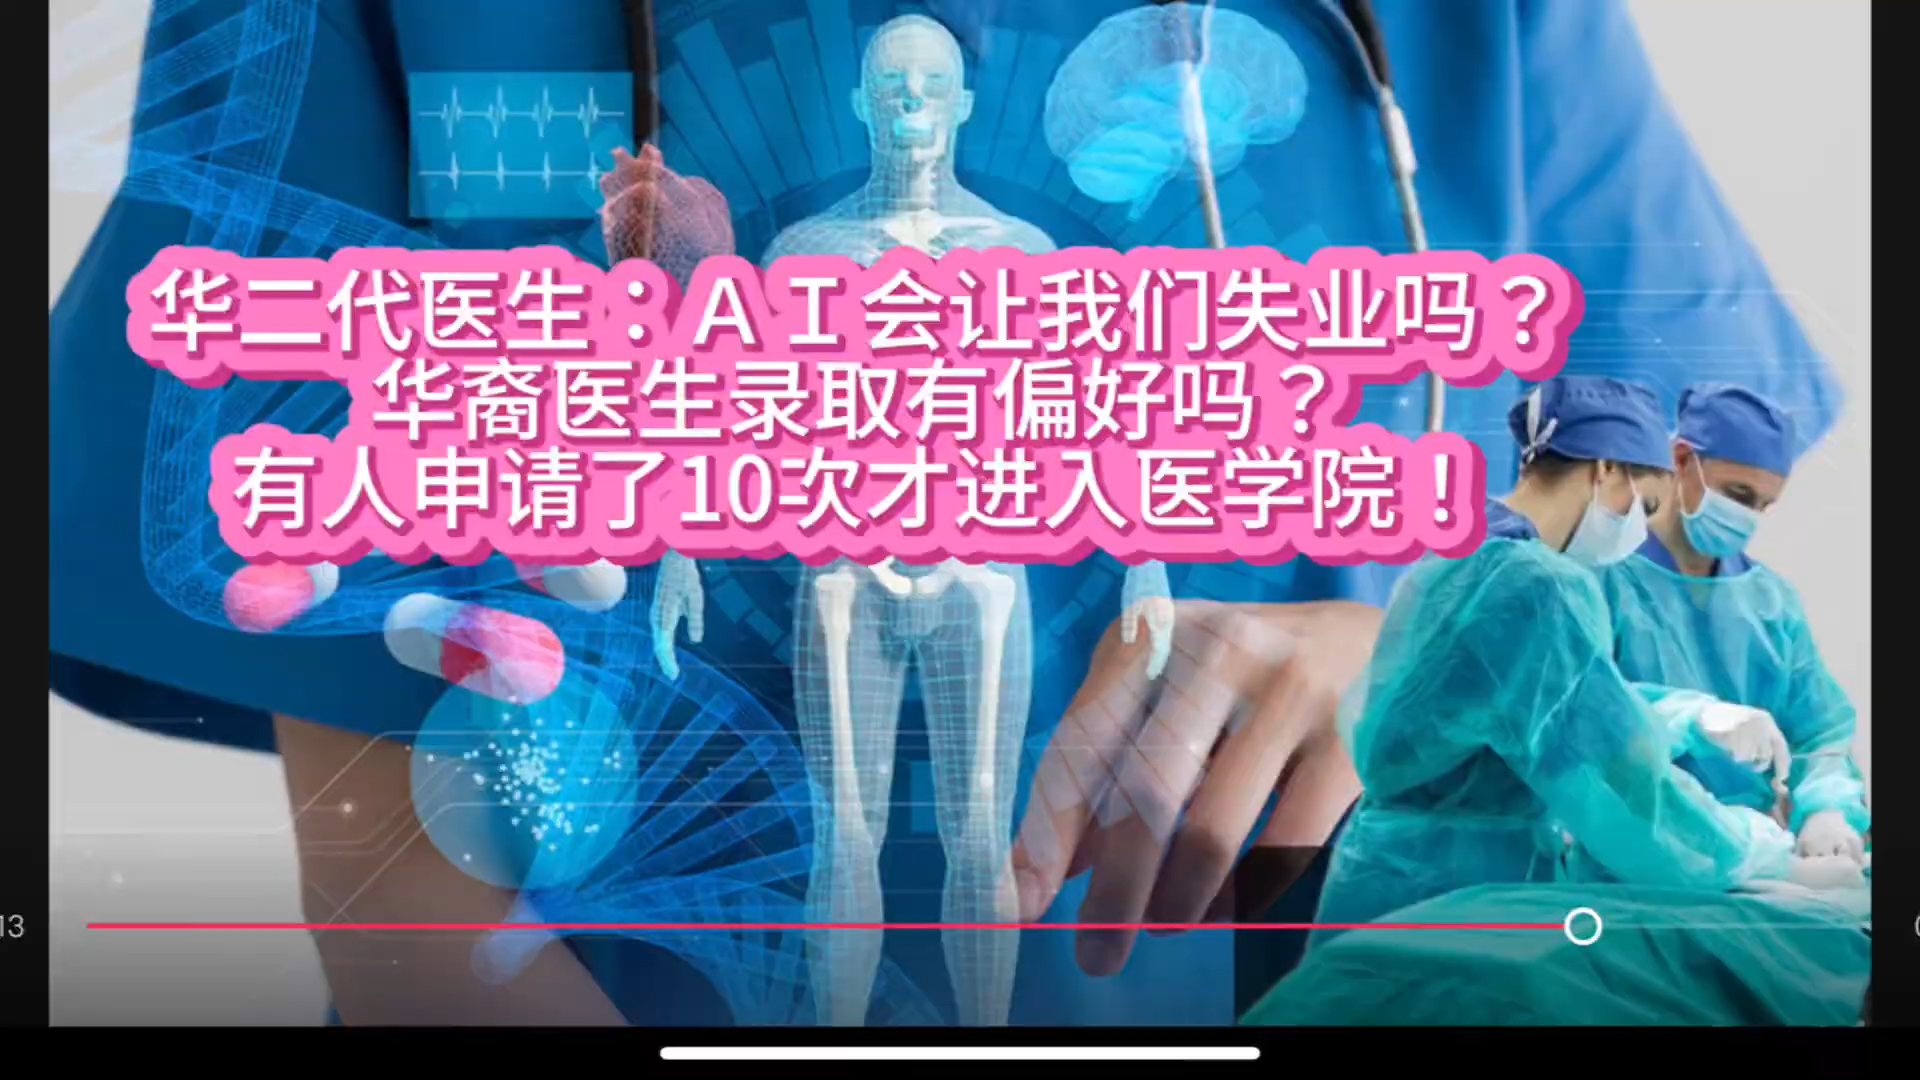 华二代医生：ＡＩ会让我们失业吗？
华裔医生录取有偏好吗？
有人申请了10次才进入医学院！
13